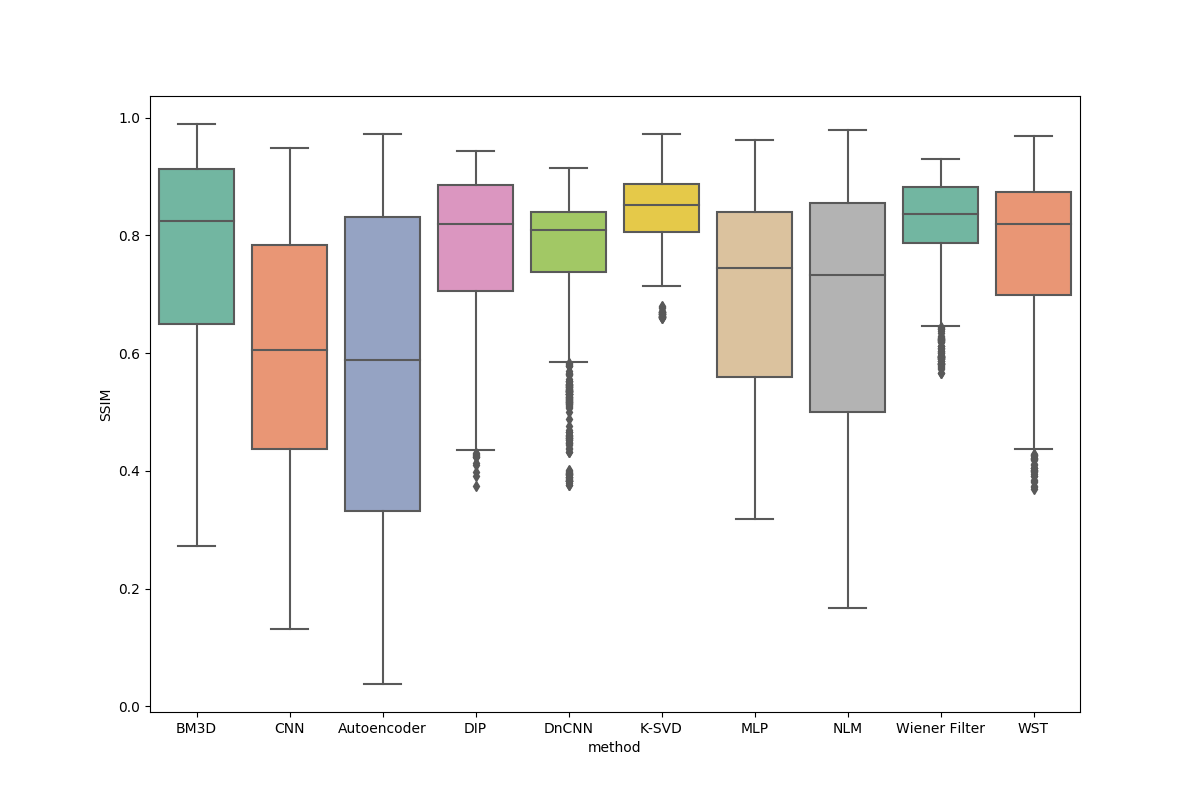 1.0
0.8
0.6
0.4
0.2
0.0
SSIM
BM3D CNN Autoencoder DIP DnCNN K-SVD MLP NLM Wiener Filter WST
method